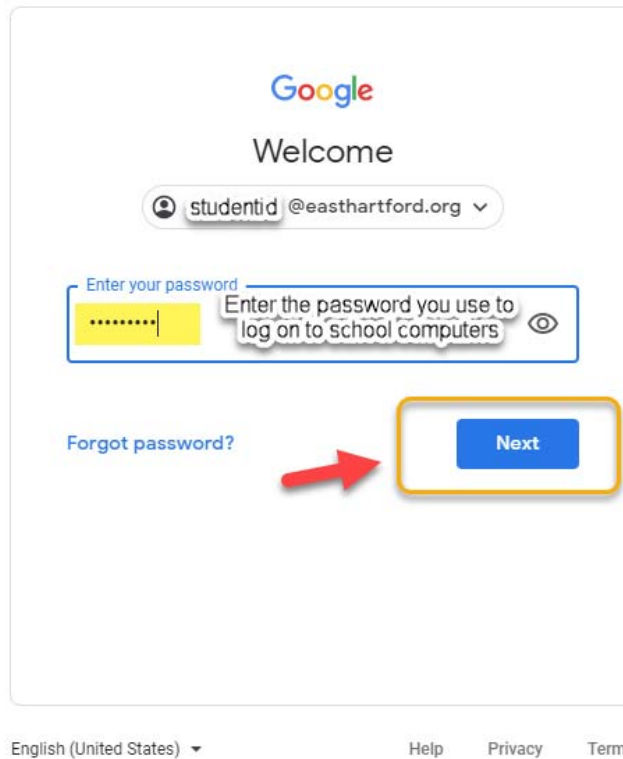 Google
Welcome
studentid @easthartford.org
Enter your password
•••••••••
Enter the password you use to
log on to school computers
Forgot password?
Next
English (United States)
Help Privacy Term